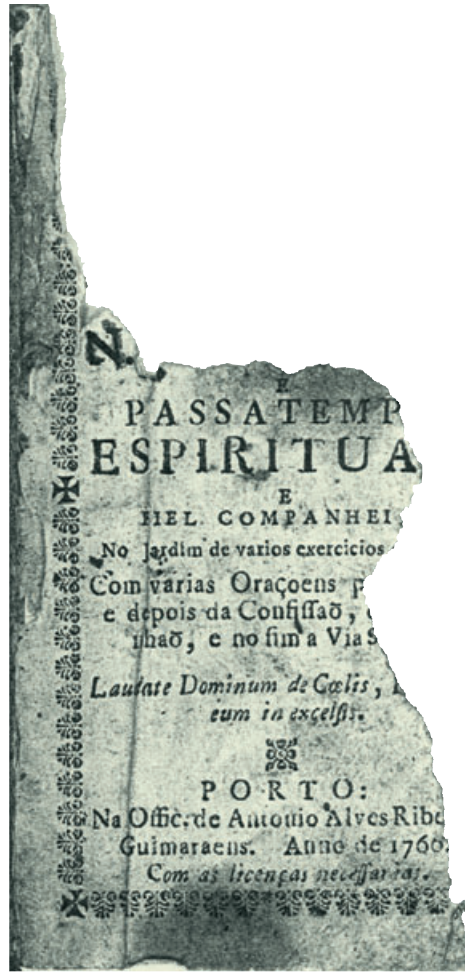 N.
E
PASSATEMP
ESPIRITUA
E
FIEL COMPANHEI
No Jardim de varios exercicios
Com varias Oraçoens p
e depois da Confissaõ,
nhaõ, e no fim a Via S
Laudate Dominum de Cœlis,
eum in excelsis.
PORTO:
Na Offic. de Antonio Alves Ribe
Guimaraens. Anno de 1760.
Com as licenças necessarias.